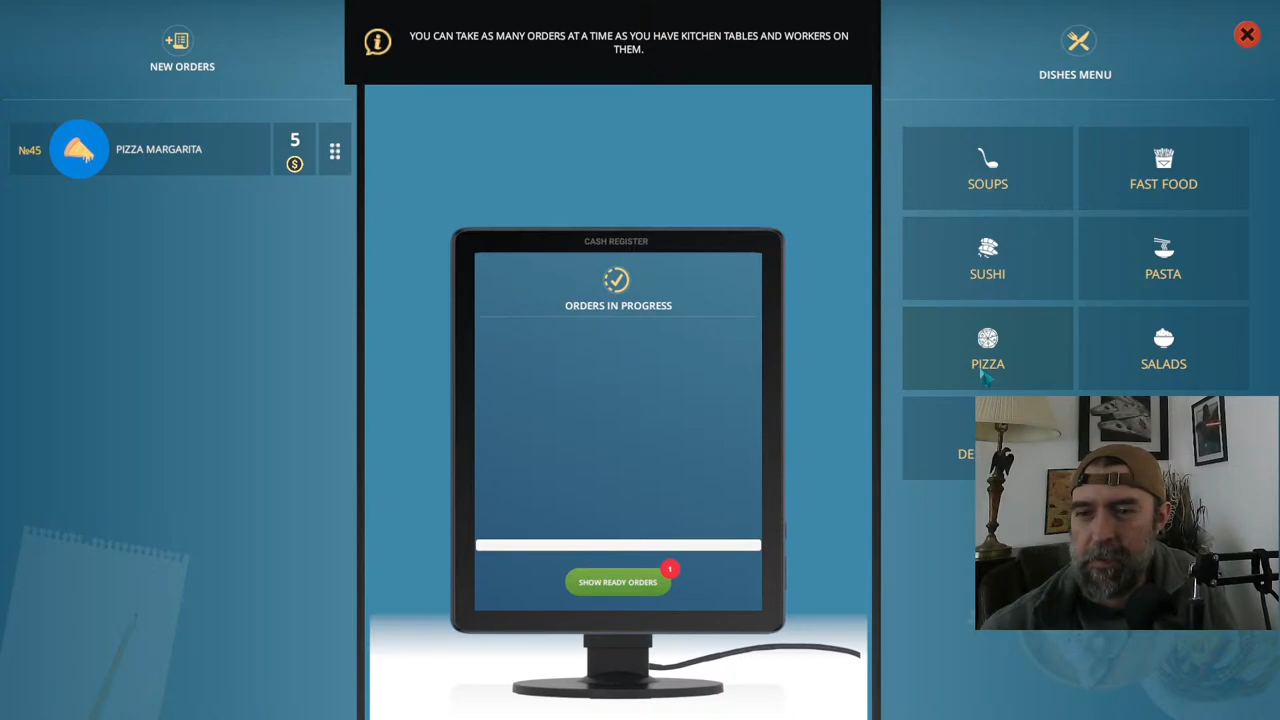 NEW ORDERS
№45
PIZZA MARGARITA
5
YOU CAN TAKE AS MANY ORDERS AT A TIME AS YOU HAVE KITCHEN TABLES AND WORKERS ON
THEM.
CASH REGISTER
ORDERS IN PROGRESS
SHOW READY ORDERS
1
DISHES MENU
SOUPS
FAST FOOD
SUSHI
PASTA
PIZZA
SALADS